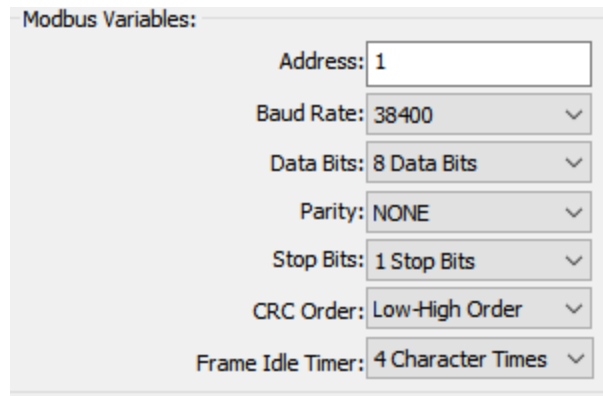 Modbus Variables:
Address: 1
Baud Rate: 38400
Data Bits: 8 Data Bits
Parity: NONE
Stop Bits: 1 Stop Bits
CRC Order: Low-High Order
Frame Idle Timer: 4 Character Times